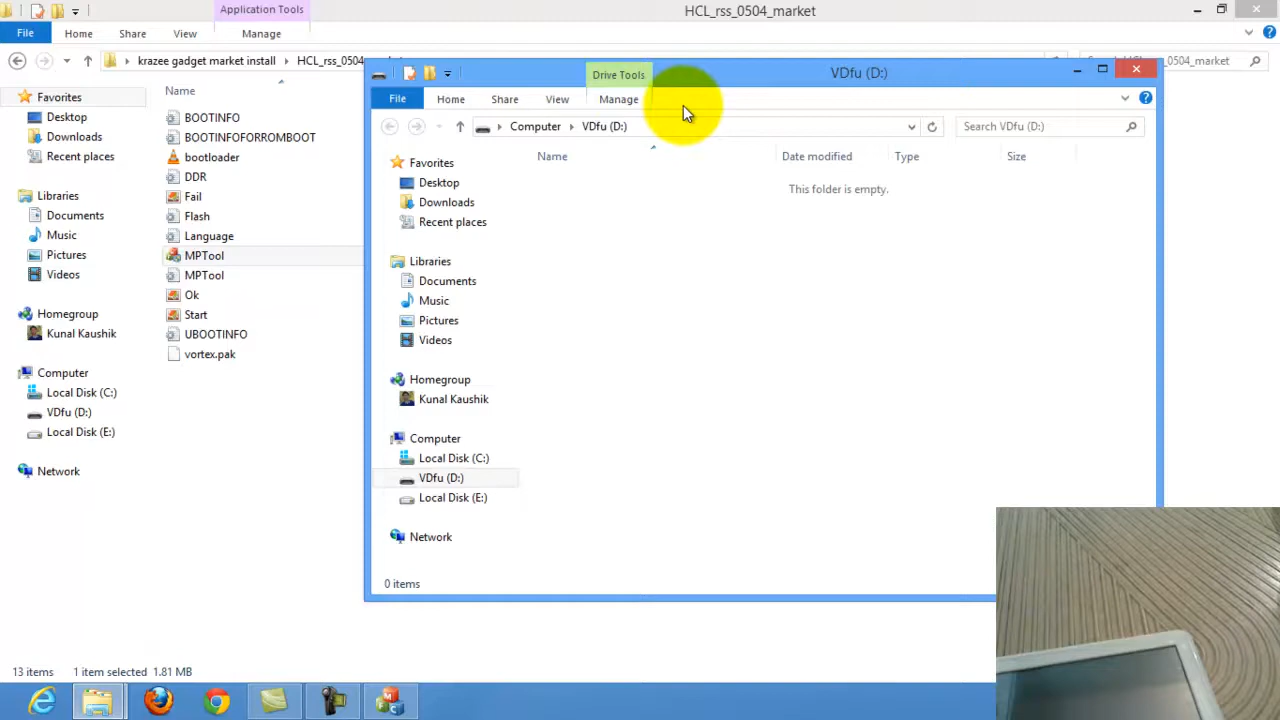 Application Tools
HCL_rss_0504_market
File
Home
Share
View
Manage
krazee gadget market install
HCL_rss_0504_market
_rss_0504_market
Favorites
Desktop
Downloads
Recent places
Libraries
Documents
Music
Pictures
Videos
Homegroup
Kunal Kaushik
Computer
Local Disk (C:)
VDfu (D:)
Local Disk (E:)
Network
Name
BOOTINFO
BOOTINFOFORROMBOOT
bootloader
DDR
Fail
Flash
Language
MPTool
MPTool
Ok
Start
UBOOTINFO
vortex.pak
13 items
1 item selected 1.81 MB
Drive Tools
VDfu (D:)
File
Home
Share
View
Manage
Computer
VDfu (D:)
Search VDfu (D:)
Name
Date modified
Type
Size
This folder is empty.
Favorites
Desktop
Downloads
Recent places
Libraries
Documents
Music
Pictures
Videos
Homegroup
Kunal Kaushik
Computer
Local Disk (C:)
VDfu (D:)
Local Disk (E:)
Network
0 items